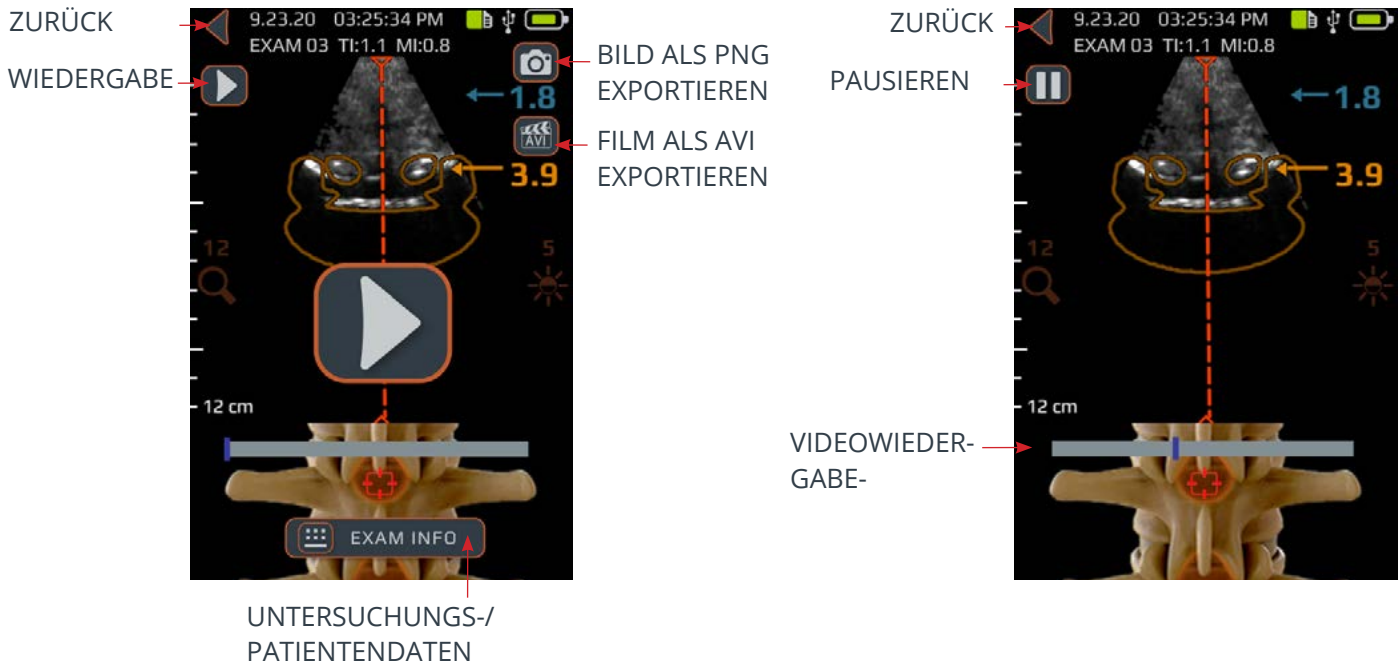 ZURÜCK
9.23.20 03:25:34 PM
EXAM 03 TI:1.1 MI:0.8
WIEDERGABE
BILD ALS PNG
EXPORTIEREN
1.8
AVI
FILM ALS AVI
EXPORTIEREN
3.9
12
5
12 cm
EXAM INFO
UNTERSUCHUNGS-/
PATIENTENDATEN
ZURÜCK
9.23.20 03:25:34 PM
EXAM 03 TI:1.1 MI:0.8
PAUSIEREN
1.8
3.9
12
5
12 cm
VIDEOWIEDER-
GABE-